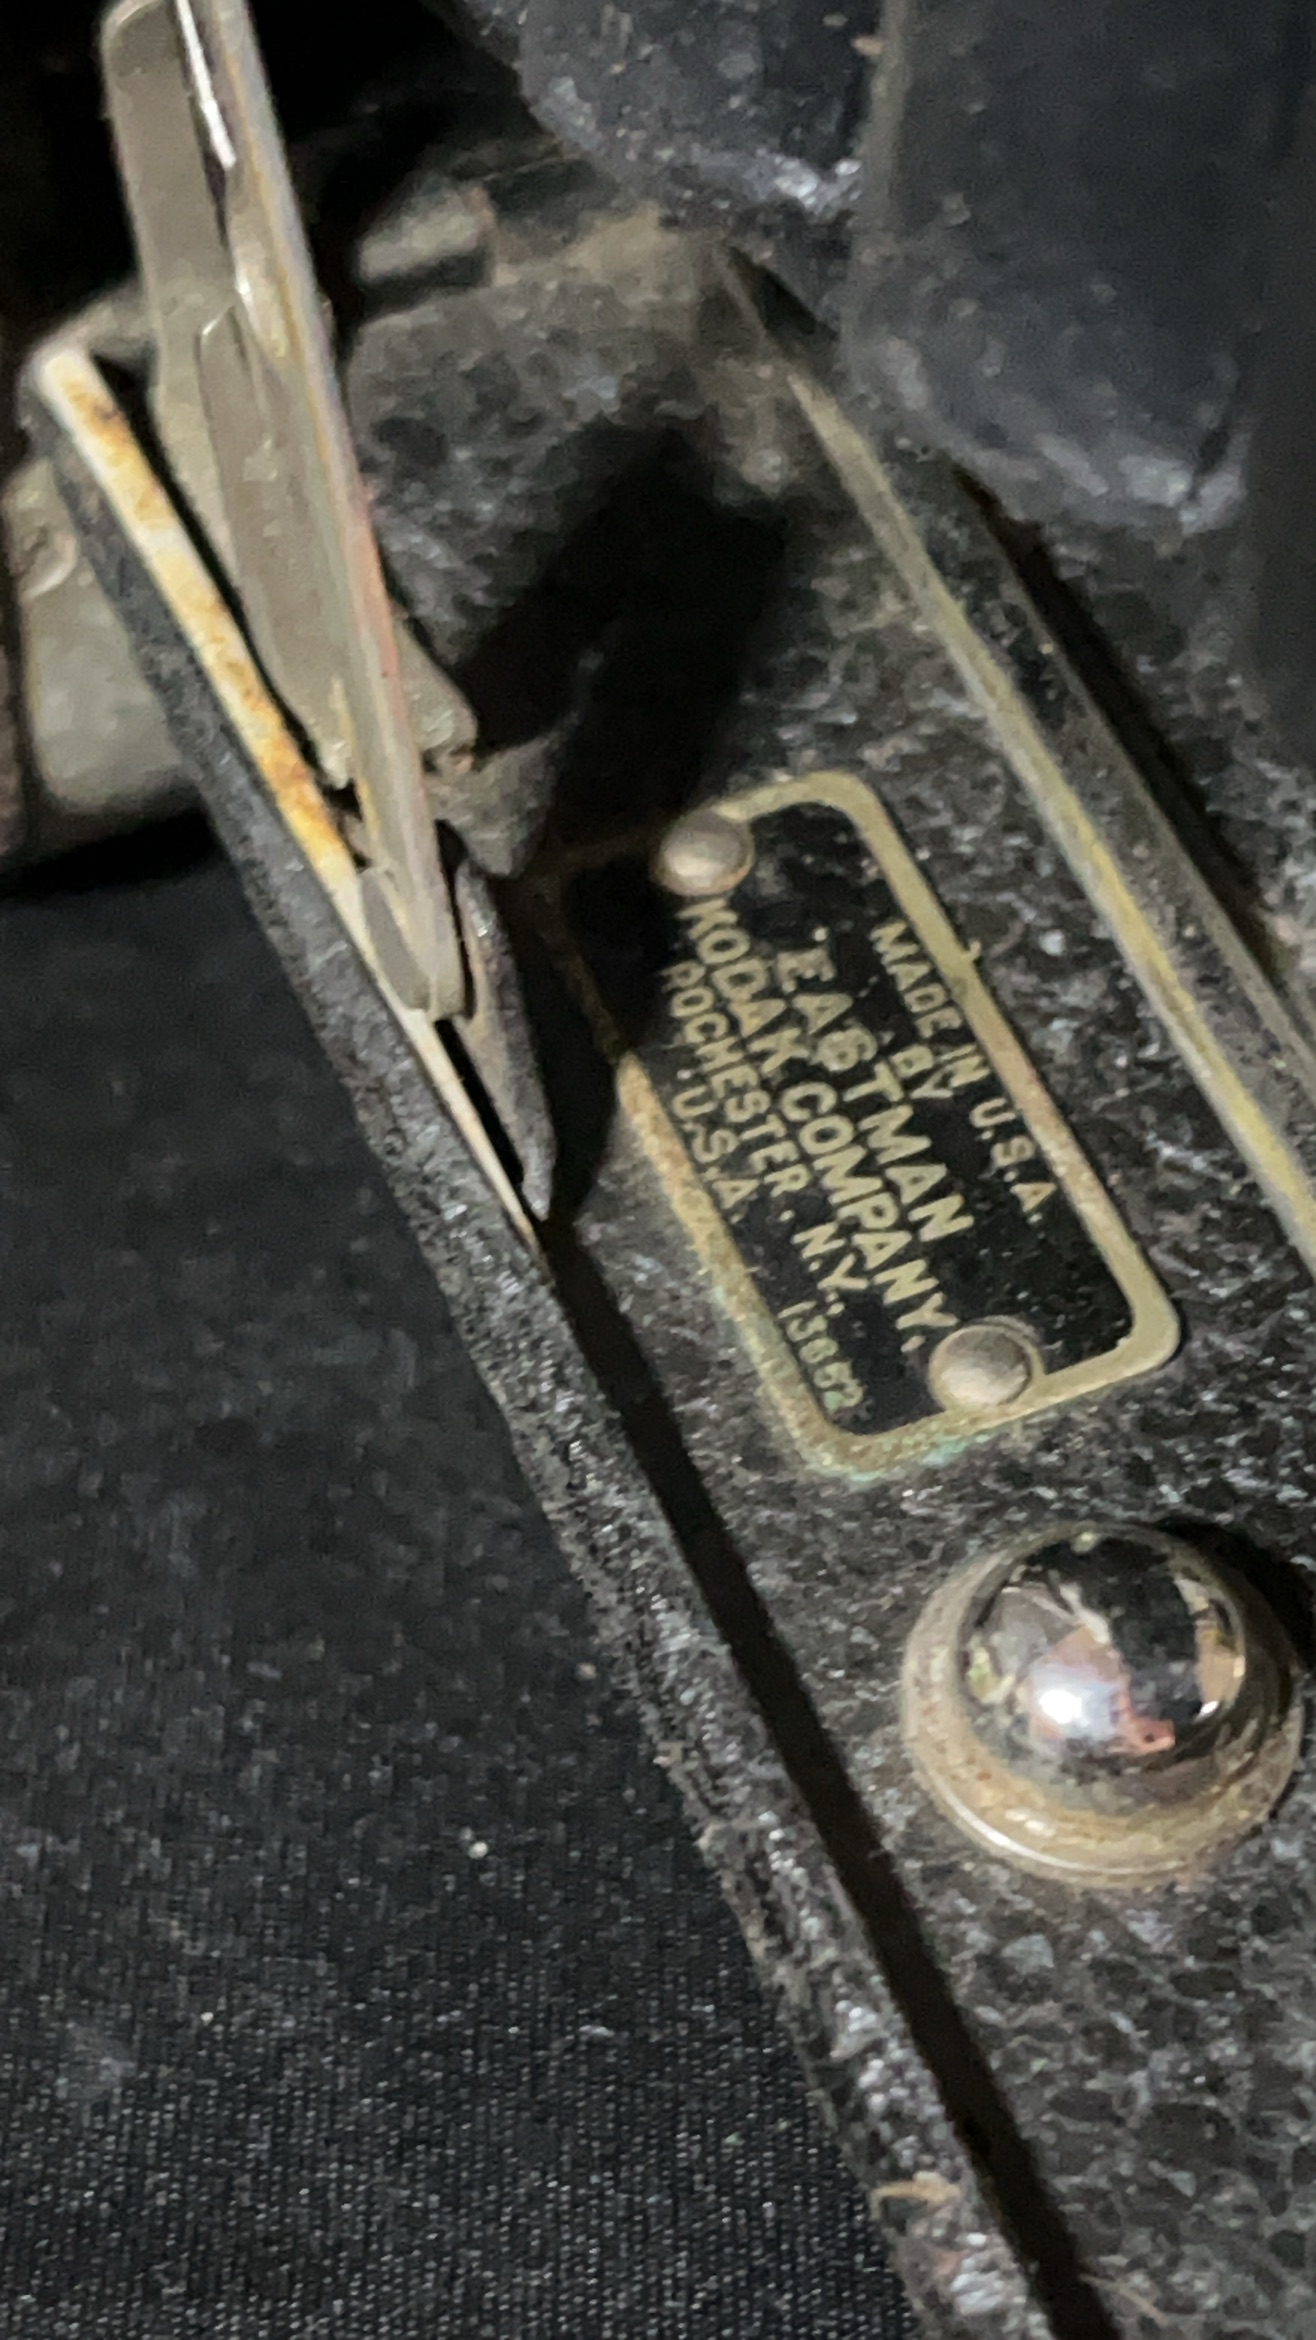 MADE IN U.S.A.
BY
EASTMAN
KODAK COMPANY.
ROCHESTER, N.Y.,
U.S.A.